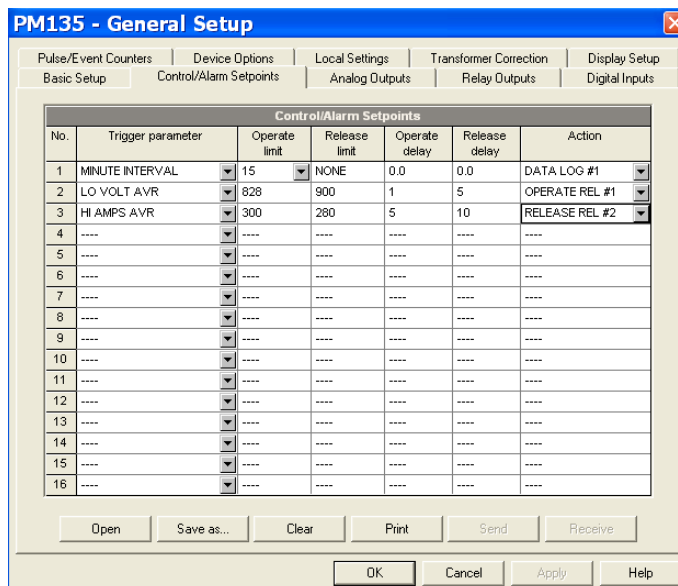 PM135 - General Setup
Pulse/Event Counters Device Options Local Settings Transformer Correction Display Setup
Basic Setup Control/Alarm Setpoints Analog Outputs Relay Outputs Digital Inputs
Control/Alarm Setpoints
No. Trigger parameter Operate limit Release limit Operate delay Release delay Action
1 MINUTE INTERVAL 15 NONE 0.0 0.0 DATA LOG #1
2 LO VOLT AVR 828 900 1 5 OPERATE REL #1
3 HI AMPS AVR 300 280 5 10 RELEASE REL #2
4 ---- ---- ---- ---- ---- ----
5 ---- ---- ---- ---- ---- ----
6 ---- ---- ---- ---- ---- ----
7 ---- ---- ---- ---- ---- ----
8 ---- ---- ---- ---- ---- ----
9 ---- ---- ---- ---- ---- ----
10 ---- ---- ---- ---- ---- ----
11 ---- ---- ---- ---- ---- ----
12 ---- ---- ---- ---- ---- ----
13 ---- ---- ---- ---- ---- ----
14 ---- ---- ---- ---- ---- ----
15 ---- ---- ---- ---- ---- ----
16 ---- ---- ---- ---- ---- ----
Open Save as... Clear Print Send Receive
OK Cancel Apply Help